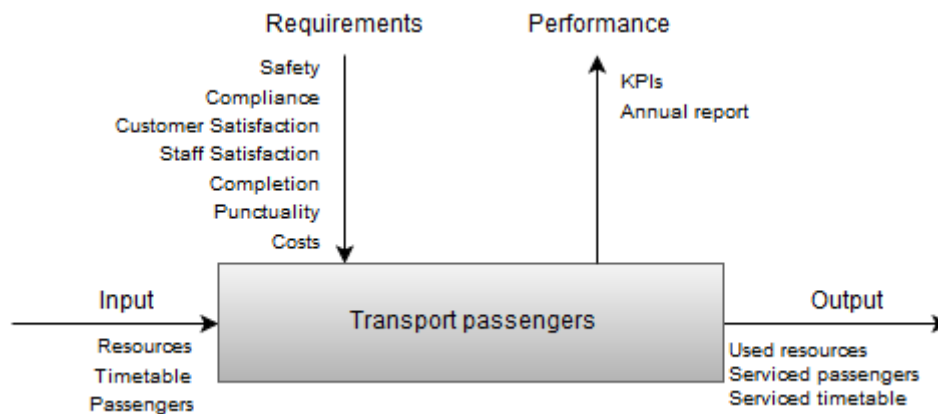 Requirements
Performance
Safety
Compliance
Customer Satisfaction
Staff Satisfaction
Completion
Punctuality
Costs
KPIs
Annual report
Input
Transport passengers
Output
Resources
Timetable
Passengers
Used resources
Serviced passengers
Serviced timetable